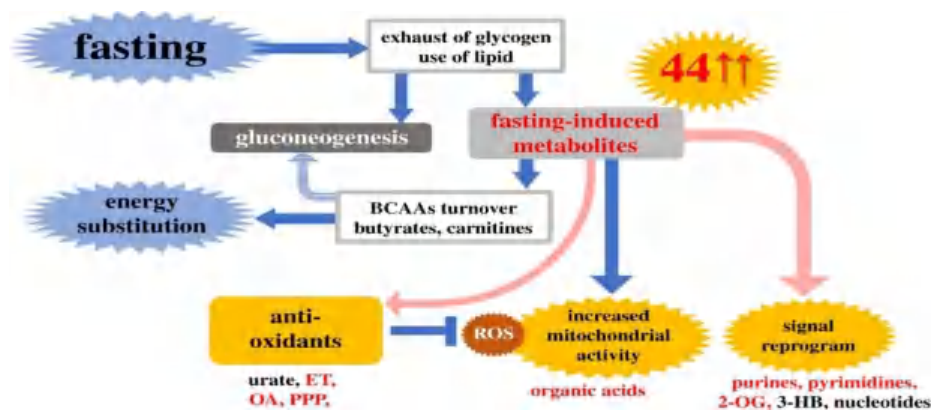 fasting
exhaust of glycogen
use of lipid
44↑↑
gluconeogenesis
fasting-induced
metabolites
energy
substitution
BCAAs turnover
butyrates, carnitines
anti-
oxidants
ROS
increased
mitochondrial
activity
signal
reprogram
urate, ET,
OA, PPP,
organic acids
purines, pyrimidines,
2-OG, 3-HB, nucleotides